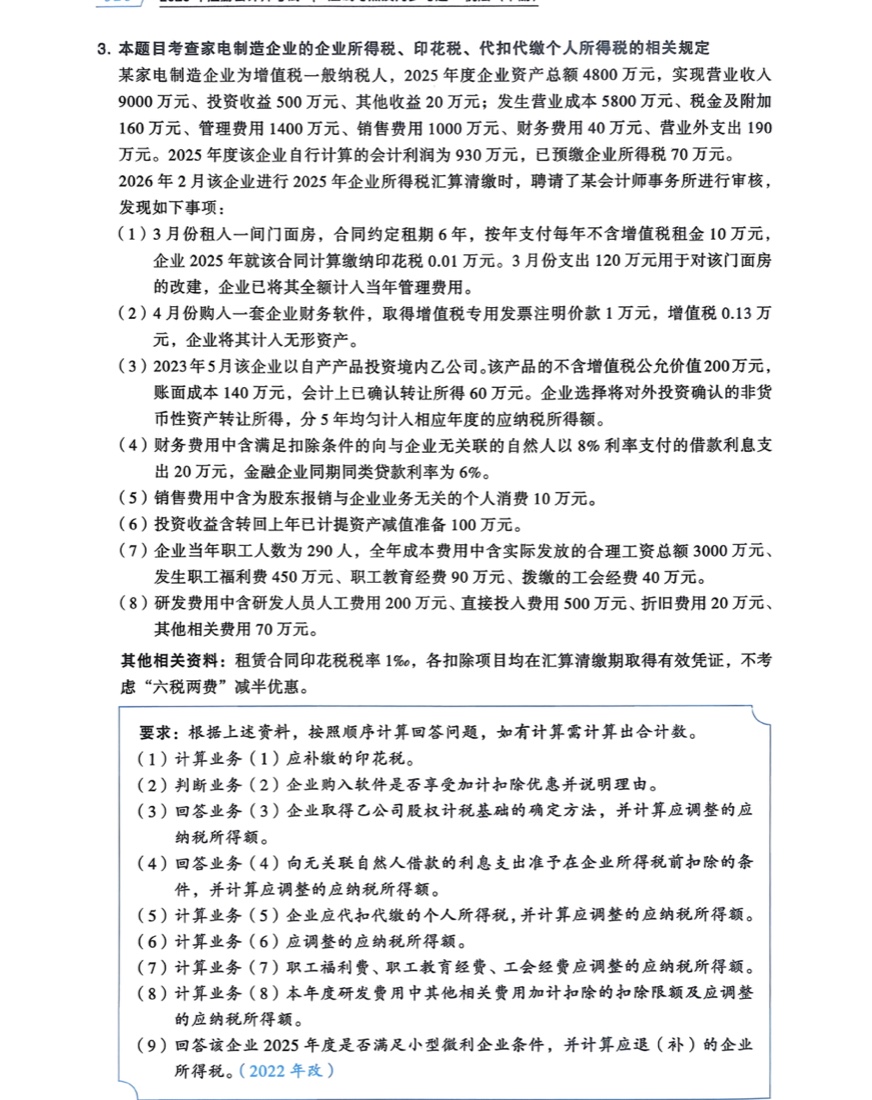 3. 本题目考查家电制造企业的企业所得税、印花税、代扣代缴个人所得税的相关规定
某家电制造企业为增值税一般纳税人，2025 年度企业资产总额 4800 万元，实现营业收入
9000 万元、投资收益 500 万元、其他收益 20 万元；发生营业成本 5800 万元、税金及附加
160 万元、管理费用 1400 万元、销售费用 1000 万元、财务费用 40 万元、营业外支出 190
万元。2025 年度该企业自行计算的会计利润为 930 万元，已预缴企业所得税 70 万元。
2026 年 2 月该企业进行 2025 年企业所得税汇算清缴时，聘请了某会计师事务所进行审核，
发现如下事项：
（1）3 月份租入一间门面房，合同约定租期 6 年，按年支付每年不含增值税租金 10 万元，
企业 2025 年就该合同计算缴纳印花税 0.01 万元。3 月份支出 120 万元用于对该门面房
的改建，企业已将其全额计入当年管理费用。
（2）4 月份购入一套企业财务软件，取得增值税专用发票注明价款 1 万元，增值税 0.13 万
元，企业将其计入无形资产。
（3）2023 年 5 月该企业以自产产品投资境内乙公司。该产品的不含增值税公允价值 200 万元，
账面成本 140 万元，会计上已确认转让所得 60 万元。企业选择将对外投资确认的非货
币性资产转让所得，分 5 年均匀计入相应年度的应纳税所得额。
（4）财务费用中含满足扣除条件的向与企业无关联的自然人以 8% 利率支付的借款利息支
出 20 万元，金融企业同期同类贷款利率为 6%。
（5）销售费用中含为股东报销与企业业务无关的个人消费 10 万元。
（6）投资收益含转回上年已计提资产减值准备 100 万元。
（7）企业当年职工人数为 290 人，全年成本费用中含实际发放的合理工资总额 3000 万元、
发生职工福利费 450 万元、职工教育经费 90 万元、拨缴的工会经费 40 万元。
（8）研发费用中含研发人员人工费用 200 万元、直接投入费用 500 万元、折旧费用 20 万元、
其他相关费用 70 万元。
其他相关资料：租赁合同印花税税率 1‰，各扣除项目均在汇算清缴期取得有效凭证，不考
虑“六税两费”减半优惠。
要求：根据上述资料，按照顺序计算回答问题，如有计算需计算出合计数。
（1）计算业务（1）应补缴的印花税。
（2）判断业务（2）企业购入软件是否享受加计扣除优惠并说明理由。
（3）回答业务（3）企业取得乙公司股权计税基础的确定方法，并计算应调整的应
纳税所得额。
（4）回答业务（4）向无关联自然人借款的利息支出准予在企业所得税前扣除的条
件，并计算应调整的应纳税所得额。
（5）计算业务（5）企业应代扣代缴的个人所得税，并计算应调整的应纳税所得额。
（6）计算业务（6）应调整的应纳税所得额。
（7）计算业务（7）职工福利费、职工教育经费、工会经费应调整的应纳税所得额。
（8）计算业务（8）本年度研发费用中其他相关费用加计扣除的扣除限额及应调整
的应纳税所得额。
（9）回答该企业 2025 年度是否满足小型微利企业条件，并计算应退（补）的企业
所得税。（2022 年改）